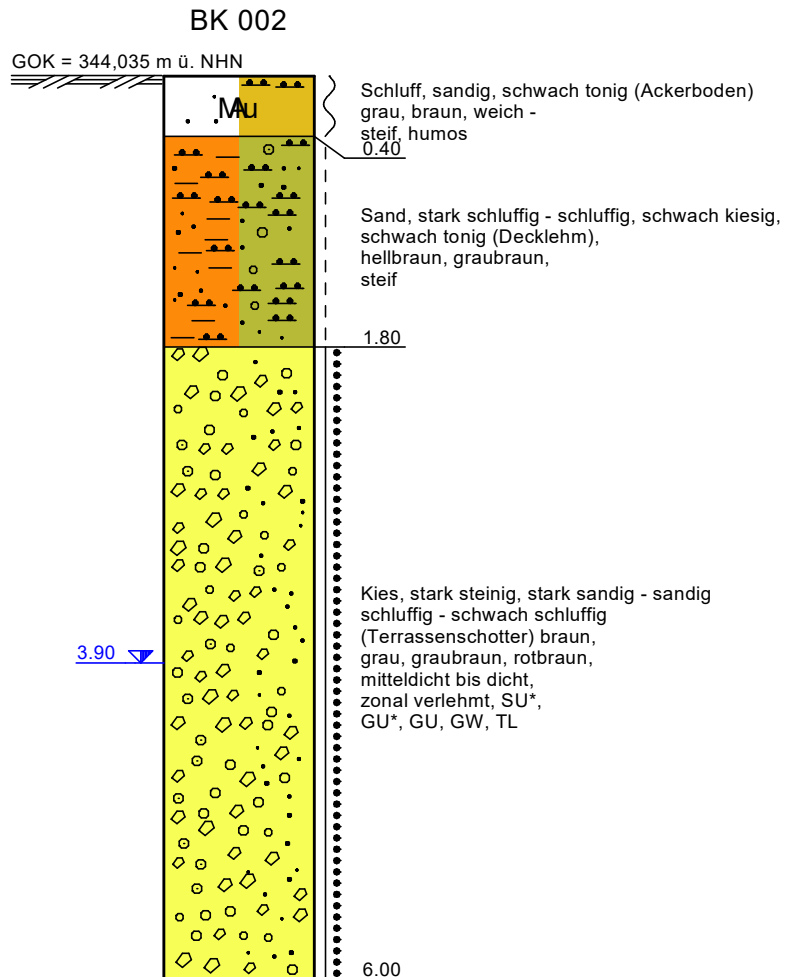 BK 002
GOK = 344,035 m ü. NHN
Mu
A
Schluff, sandig, schwach tonig (Ackerboden)
grau, braun, weich -
steif, humos
0.40
Sand, stark schluffig - schluffig, schwach kiesig,
schwach tonig (Decklehm),
hellbraun, graubraun,
steif
1.80
Kies, stark steinig, stark sandig - sandig
schluffig - schwach schluffig
(Terrassenschotter) braun,
grau, graubraun, rotbraun,
mitteldicht bis dicht,
zonal verlehmt, SU*,
GU*, GU, GW, TL
3.90
6.00